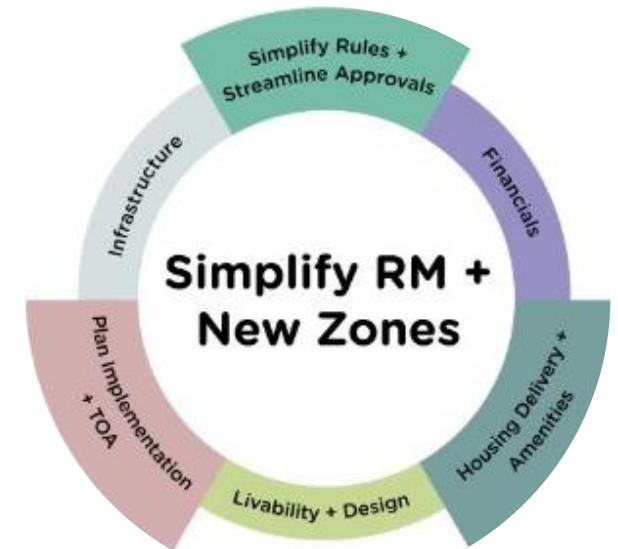 Simplify Rules +
Streamline Approvals
Financials
Housing Delivery +
Amenities
Livability + Design
Plan Implementation
+ TOA
Infrastructure
Simplify RM +
New Zones